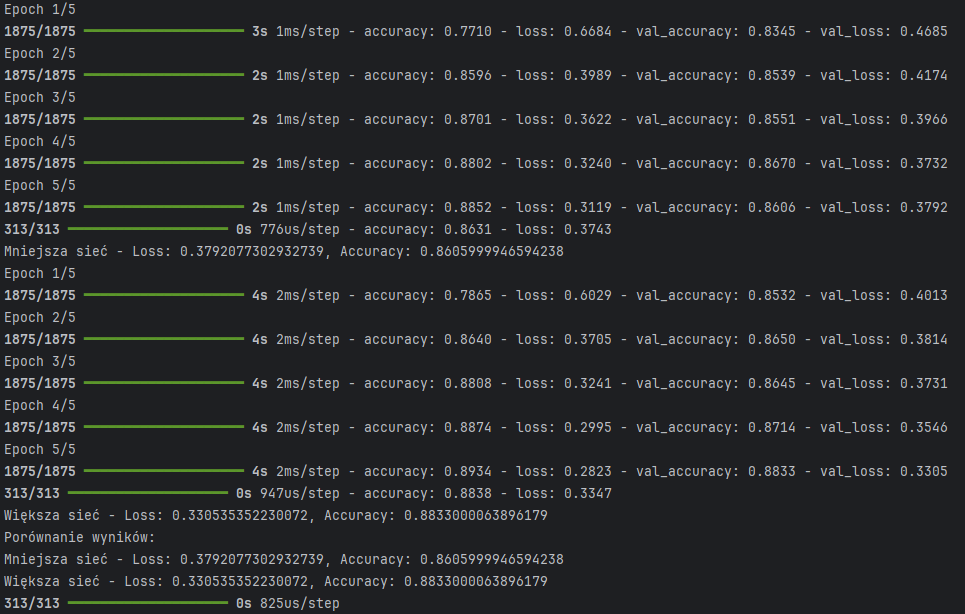 Epoch 1/5
1875/1875 ━━━━━━━━━━━━━━━━━━━━ 3s 1ms/step - accuracy: 0.7710 - loss: 0.6684 - val_accuracy: 0.8345 - val_loss: 0.4685
Epoch 2/5
1875/1875 ━━━━━━━━━━━━━━━━━━━━ 2s 1ms/step - accuracy: 0.8596 - loss: 0.3989 - val_accuracy: 0.8539 - val_loss: 0.4174
Epoch 3/5
1875/1875 ━━━━━━━━━━━━━━━━━━━━ 2s 1ms/step - accuracy: 0.8701 - loss: 0.3622 - val_accuracy: 0.8551 - val_loss: 0.3966
Epoch 4/5
1875/1875 ━━━━━━━━━━━━━━━━━━━━ 2s 1ms/step - accuracy: 0.8802 - loss: 0.3240 - val_accuracy: 0.8670 - val_loss: 0.3732
Epoch 5/5
1875/1875 ━━━━━━━━━━━━━━━━━━━━ 2s 1ms/step - accuracy: 0.8852 - loss: 0.3119 - val_accuracy: 0.8606 - val_loss: 0.3792
313/313 ━━━━━━━━━━━━━━━━━━━━ 0s 776us/step - accuracy: 0.8631 - loss: 0.3743
Mniejsza sieć - Loss: 0.3792077302932739, Accuracy: 0.8605999946594238
Epoch 1/5
1875/1875 ━━━━━━━━━━━━━━━━━━━━ 4s 2ms/step - accuracy: 0.7865 - loss: 0.6029 - val_accuracy: 0.8532 - val_loss: 0.4013
Epoch 2/5
1875/1875 ━━━━━━━━━━━━━━━━━━━━ 4s 2ms/step - accuracy: 0.8640 - loss: 0.3705 - val_accuracy: 0.8650 - val_loss: 0.3814
Epoch 3/5
1875/1875 ━━━━━━━━━━━━━━━━━━━━ 4s 2ms/step - accuracy: 0.8808 - loss: 0.3241 - val_accuracy: 0.8645 - val_loss: 0.3731
Epoch 4/5
1875/1875 ━━━━━━━━━━━━━━━━━━━━ 4s 2ms/step - accuracy: 0.8874 - loss: 0.2995 - val_accuracy: 0.8714 - val_loss: 0.3546
Epoch 5/5
1875/1875 ━━━━━━━━━━━━━━━━━━━━ 4s 2ms/step - accuracy: 0.8934 - loss: 0.2823 - val_accuracy: 0.8833 - val_loss: 0.3305
313/313 ━━━━━━━━━━━━━━━━━━━━ 0s 947us/step - accuracy: 0.8838 - loss: 0.3347
Większa sieć - Loss: 0.330535352230072, Accuracy: 0.8833000063896179
Porównanie wyników:
Mniejsza sieć - Loss: 0.3792077302932739, Accuracy: 0.8605999946594238
Większa sieć - Loss: 0.330535352230072, Accuracy: 0.8833000063896179
313/313 ━━━━━━━━━━━━━━━━━━━━ 0s 825us/step